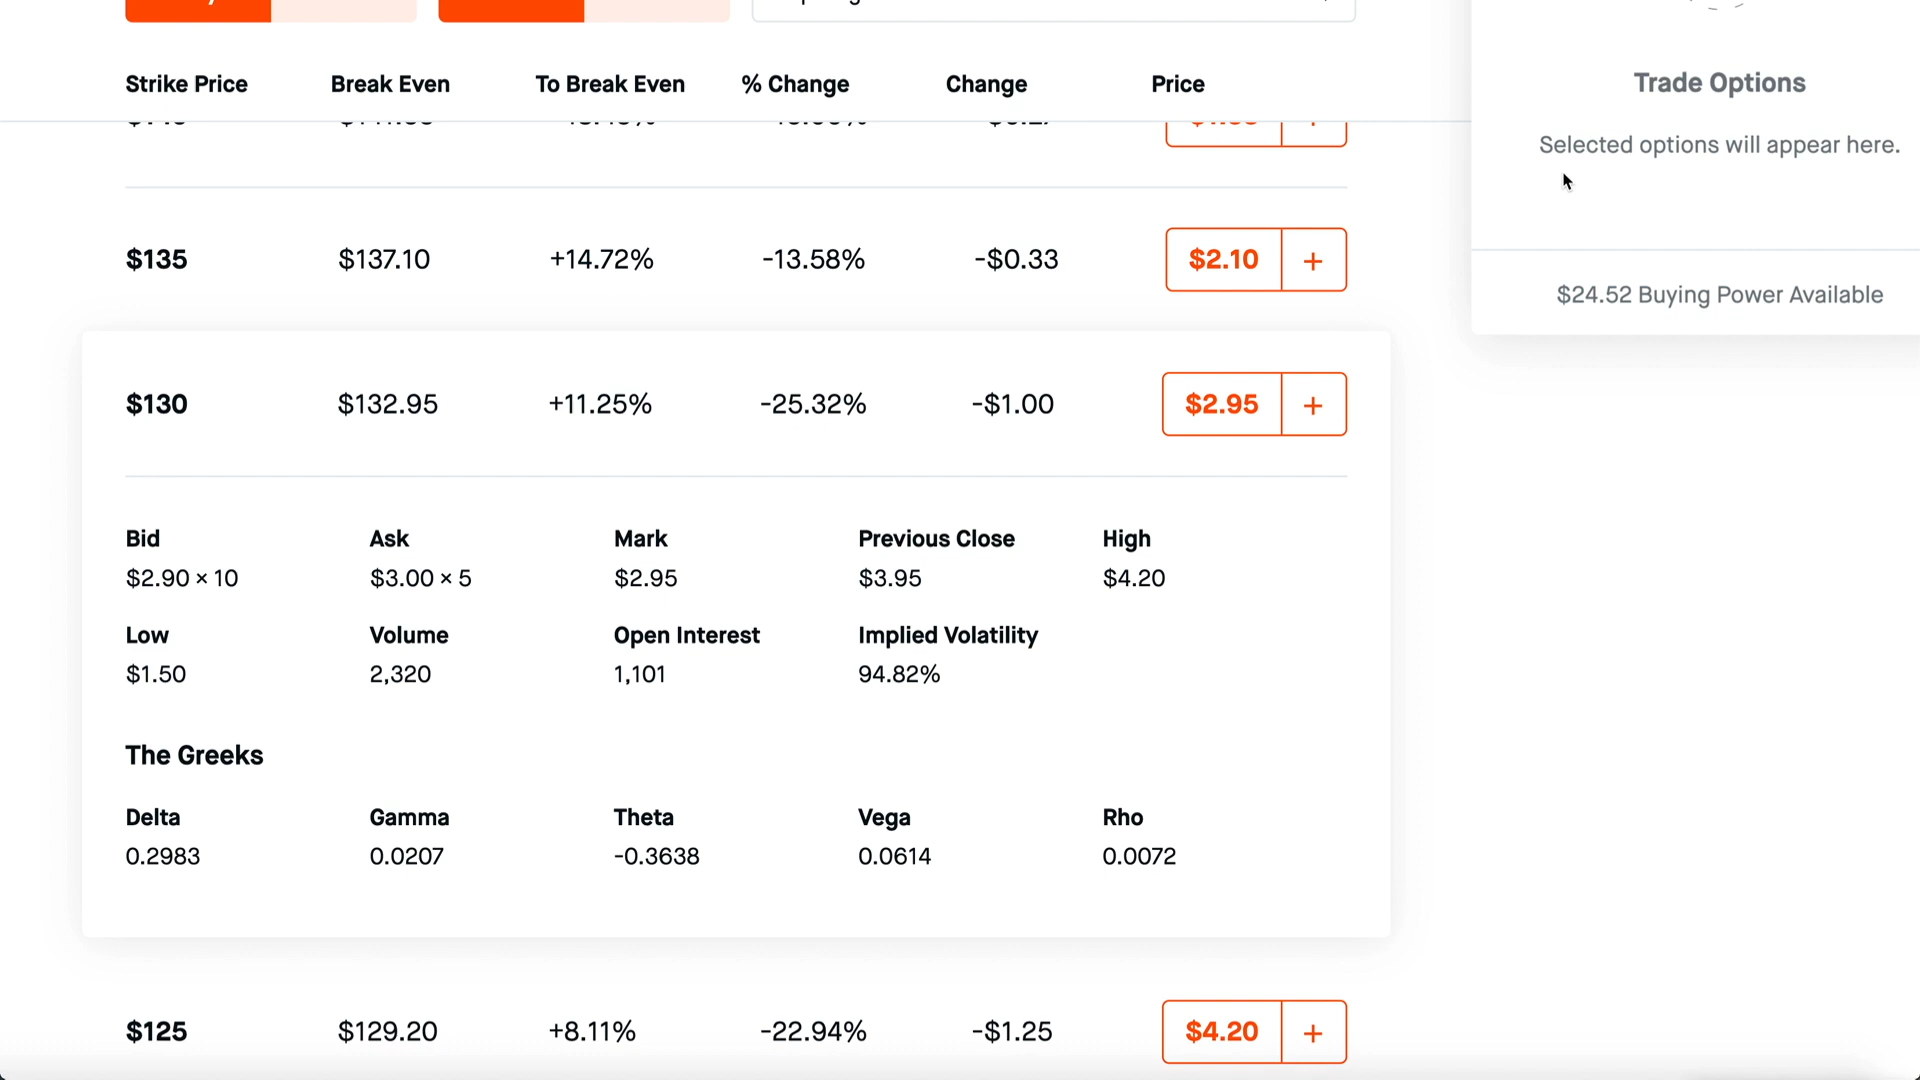 Strike Price Break Even To Break Even % Change Change Price
Trade Options
Selected options will appear here.
$135 $137.10 +14.72% -13.58% -$0.33 $2.10 +
$24.52 Buying Power Available
$130 $132.95 +11.25% -25.32% -$1.00 $2.95 +
Bid Ask Mark Previous Close High
$2.90 × 10 $3.00 × 5 $2.95 $3.95 $4.20
Low Volume Open Interest Implied Volatility
$1.50 2,320 1,101 94.82%
The Greeks
Delta Gamma Theta Vega Rho
0.2983 0.0207 -0.3638 0.0614 0.0072
$125 $129.20 +8.11% -22.94% -$1.25 $4.20 +